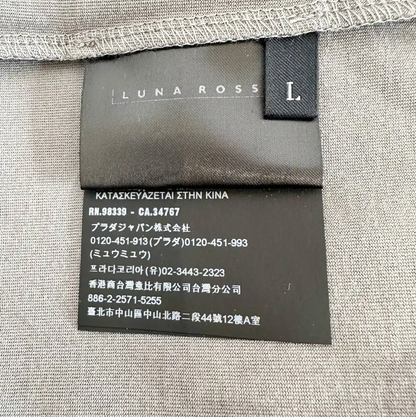 LUNA ROSS
L
ΚΑΤΑΣΚΕΥΑΖΕΤΑΙ ΣΤΗΝ ΚΙΝΑ
RN.98339 - CA.34767
プラダジャパン株式会社
0120-451-913(プラダ)0120-451-993
(ミュウミュウ)
프라다코리아(유)02-3443-2323
香港商台灣普比有限公司台灣分公司
886-2-2571-5255
臺北市中山區中山北路二段44號12樓A室